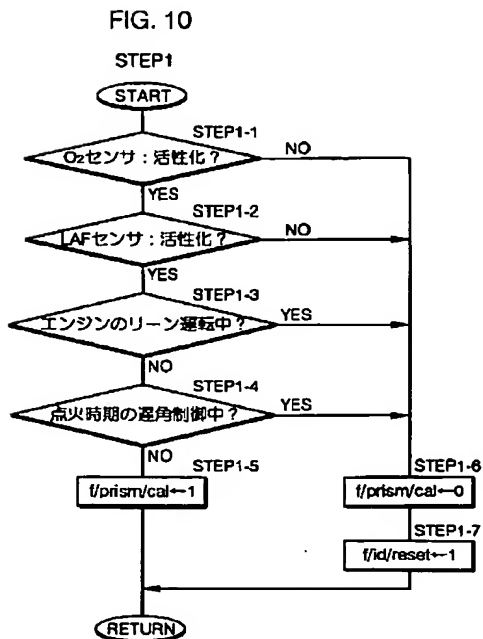 FIG. 10
STEP1
START
STEP1-1
O₂センサ：活性化？
NO
YES
STEP1-2
LAFセンサ：活性化？
NO
YES
STEP1-3
エンジンのリーン運転中？
YES
NO
STEP1-4
点火時期の遅角制御中？
YES
NO
STEP1-5
f/prism/cal←1
STEP1-6
f/prism/cal←0
STEP1-7
f/id/reset←1
RETURN